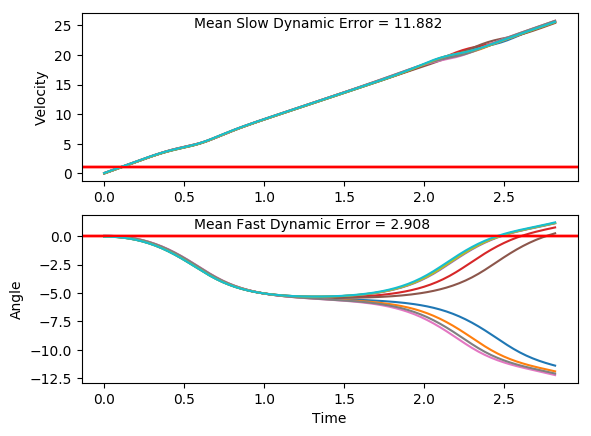 Mean Slow Dynamic Error = 11.882
Velocity
25
20
15
10
5
0
0.0 0.5 1.0 1.5 2.0 2.5
Mean Fast Dynamic Error = 2.908
Angle
0.0
−2.5
−5.0
−7.5
−10.0
−12.5
0.0 0.5 1.0 1.5 2.0 2.5
Time